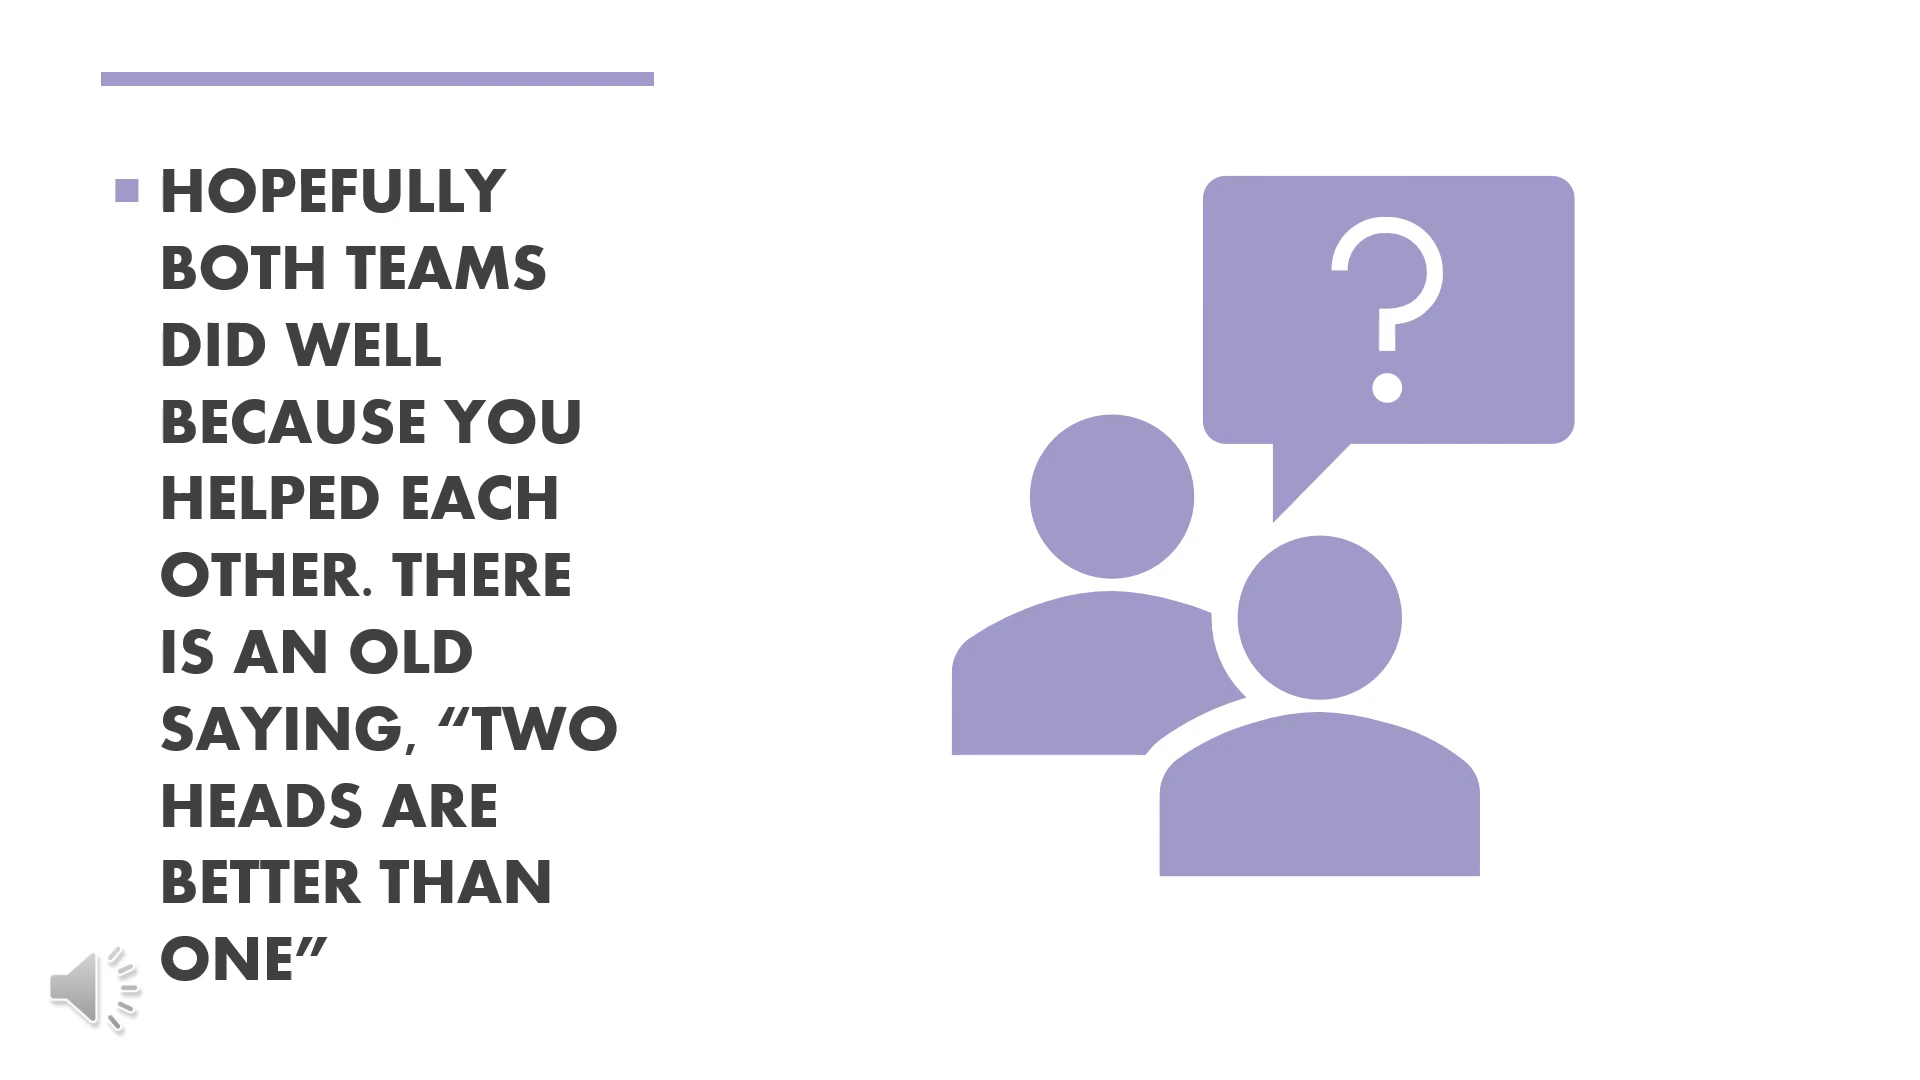 HOPEFULLY
BOTH TEAMS
DID WELL
BECAUSE YOU
HELPED EACH
OTHER. THERE
IS AN OLD
SAYING, “TWO
HEADS ARE
BETTER THAN
ONE”
?